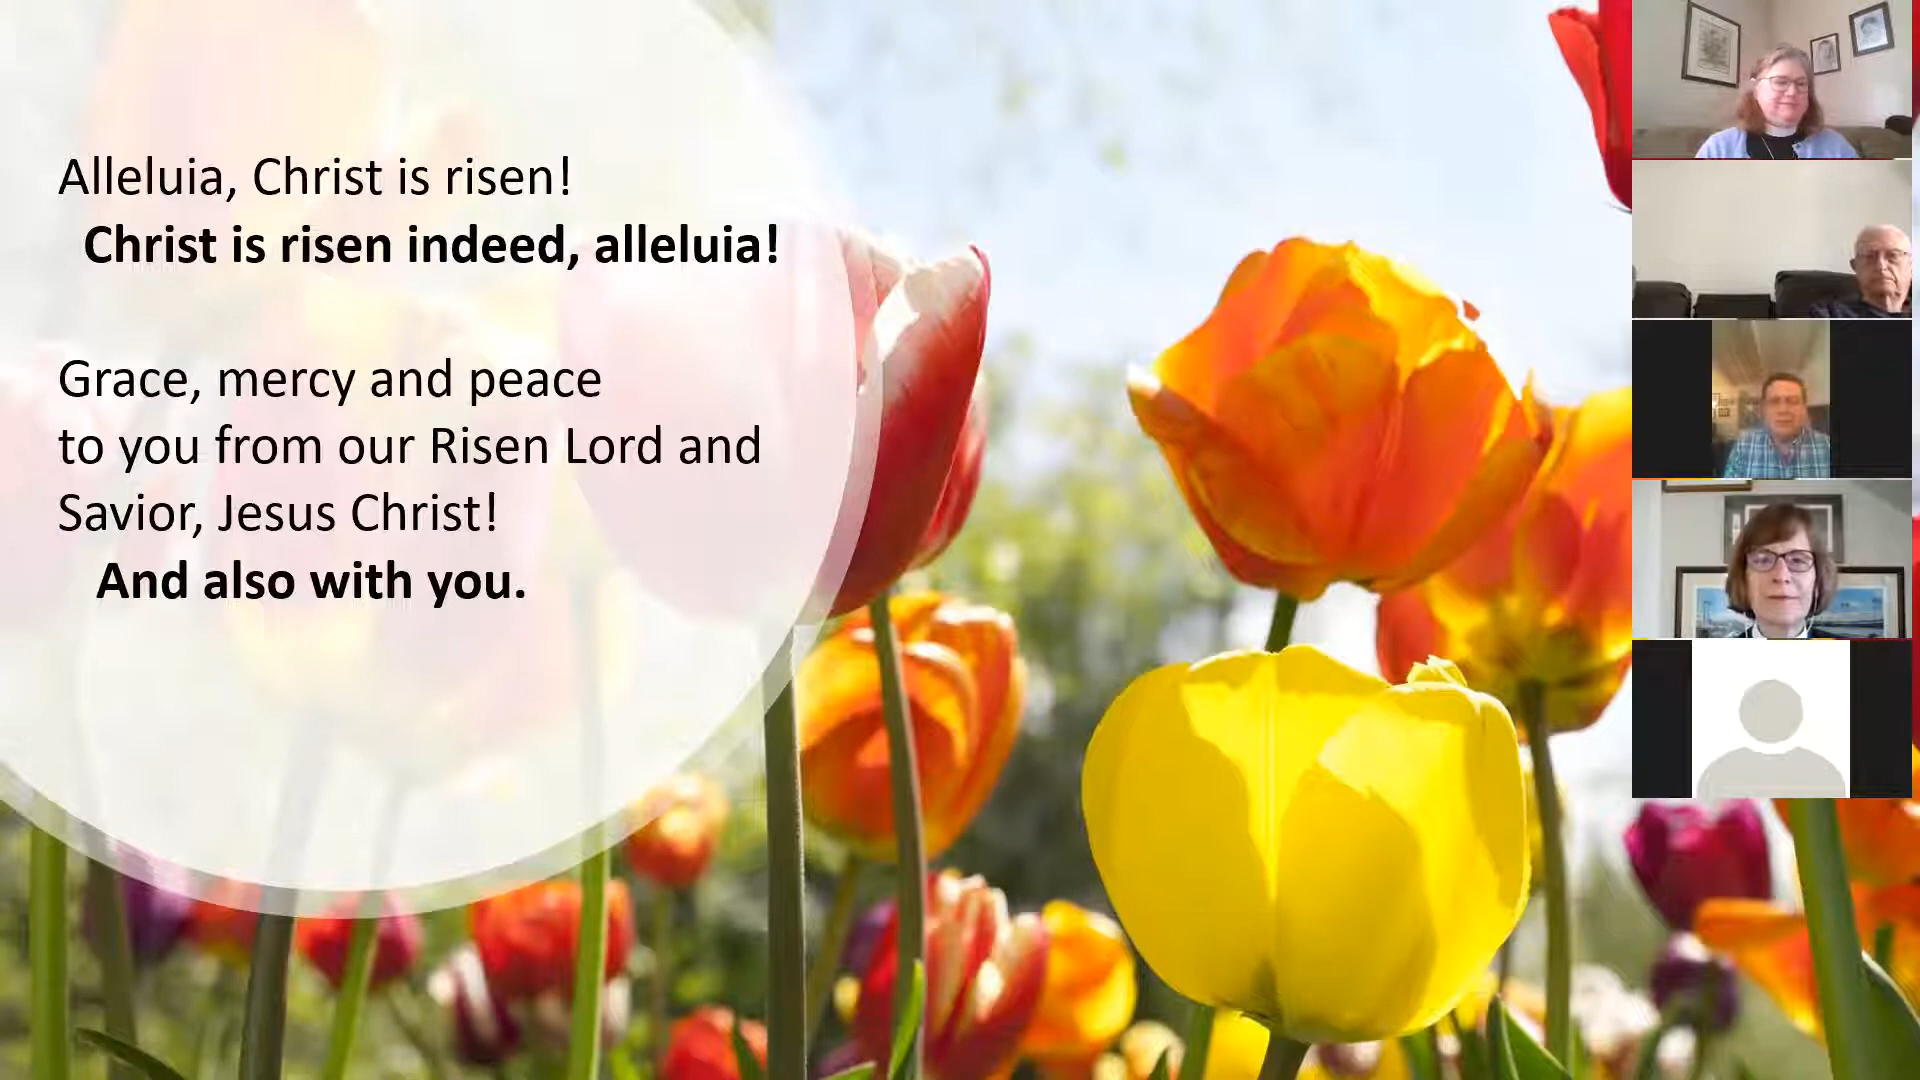 Alleluia, Christ is risen!
Christ is risen indeed, alleluia!
Grace, mercy and peace
to you from our Risen Lord and
Savior, Jesus Christ!
And also with you.